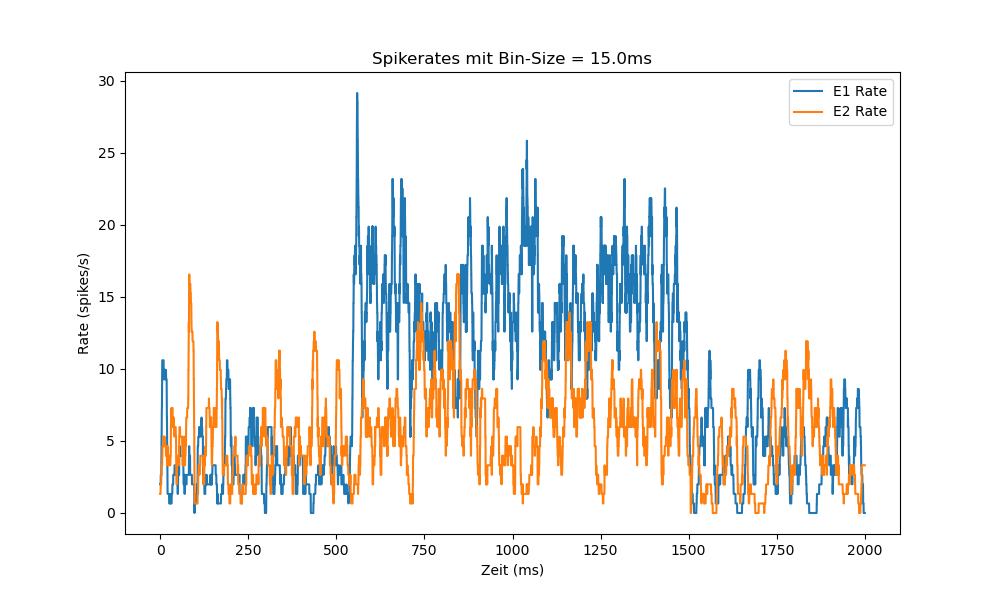 Spikerates mit Bin-Size = 15.0ms
E1 Rate
E2 Rate
Rate (spikes/s)
30
25
20
15
10
5
0
0 250 500 750 1000 1250 1500 1750 2000
Zeit (ms)